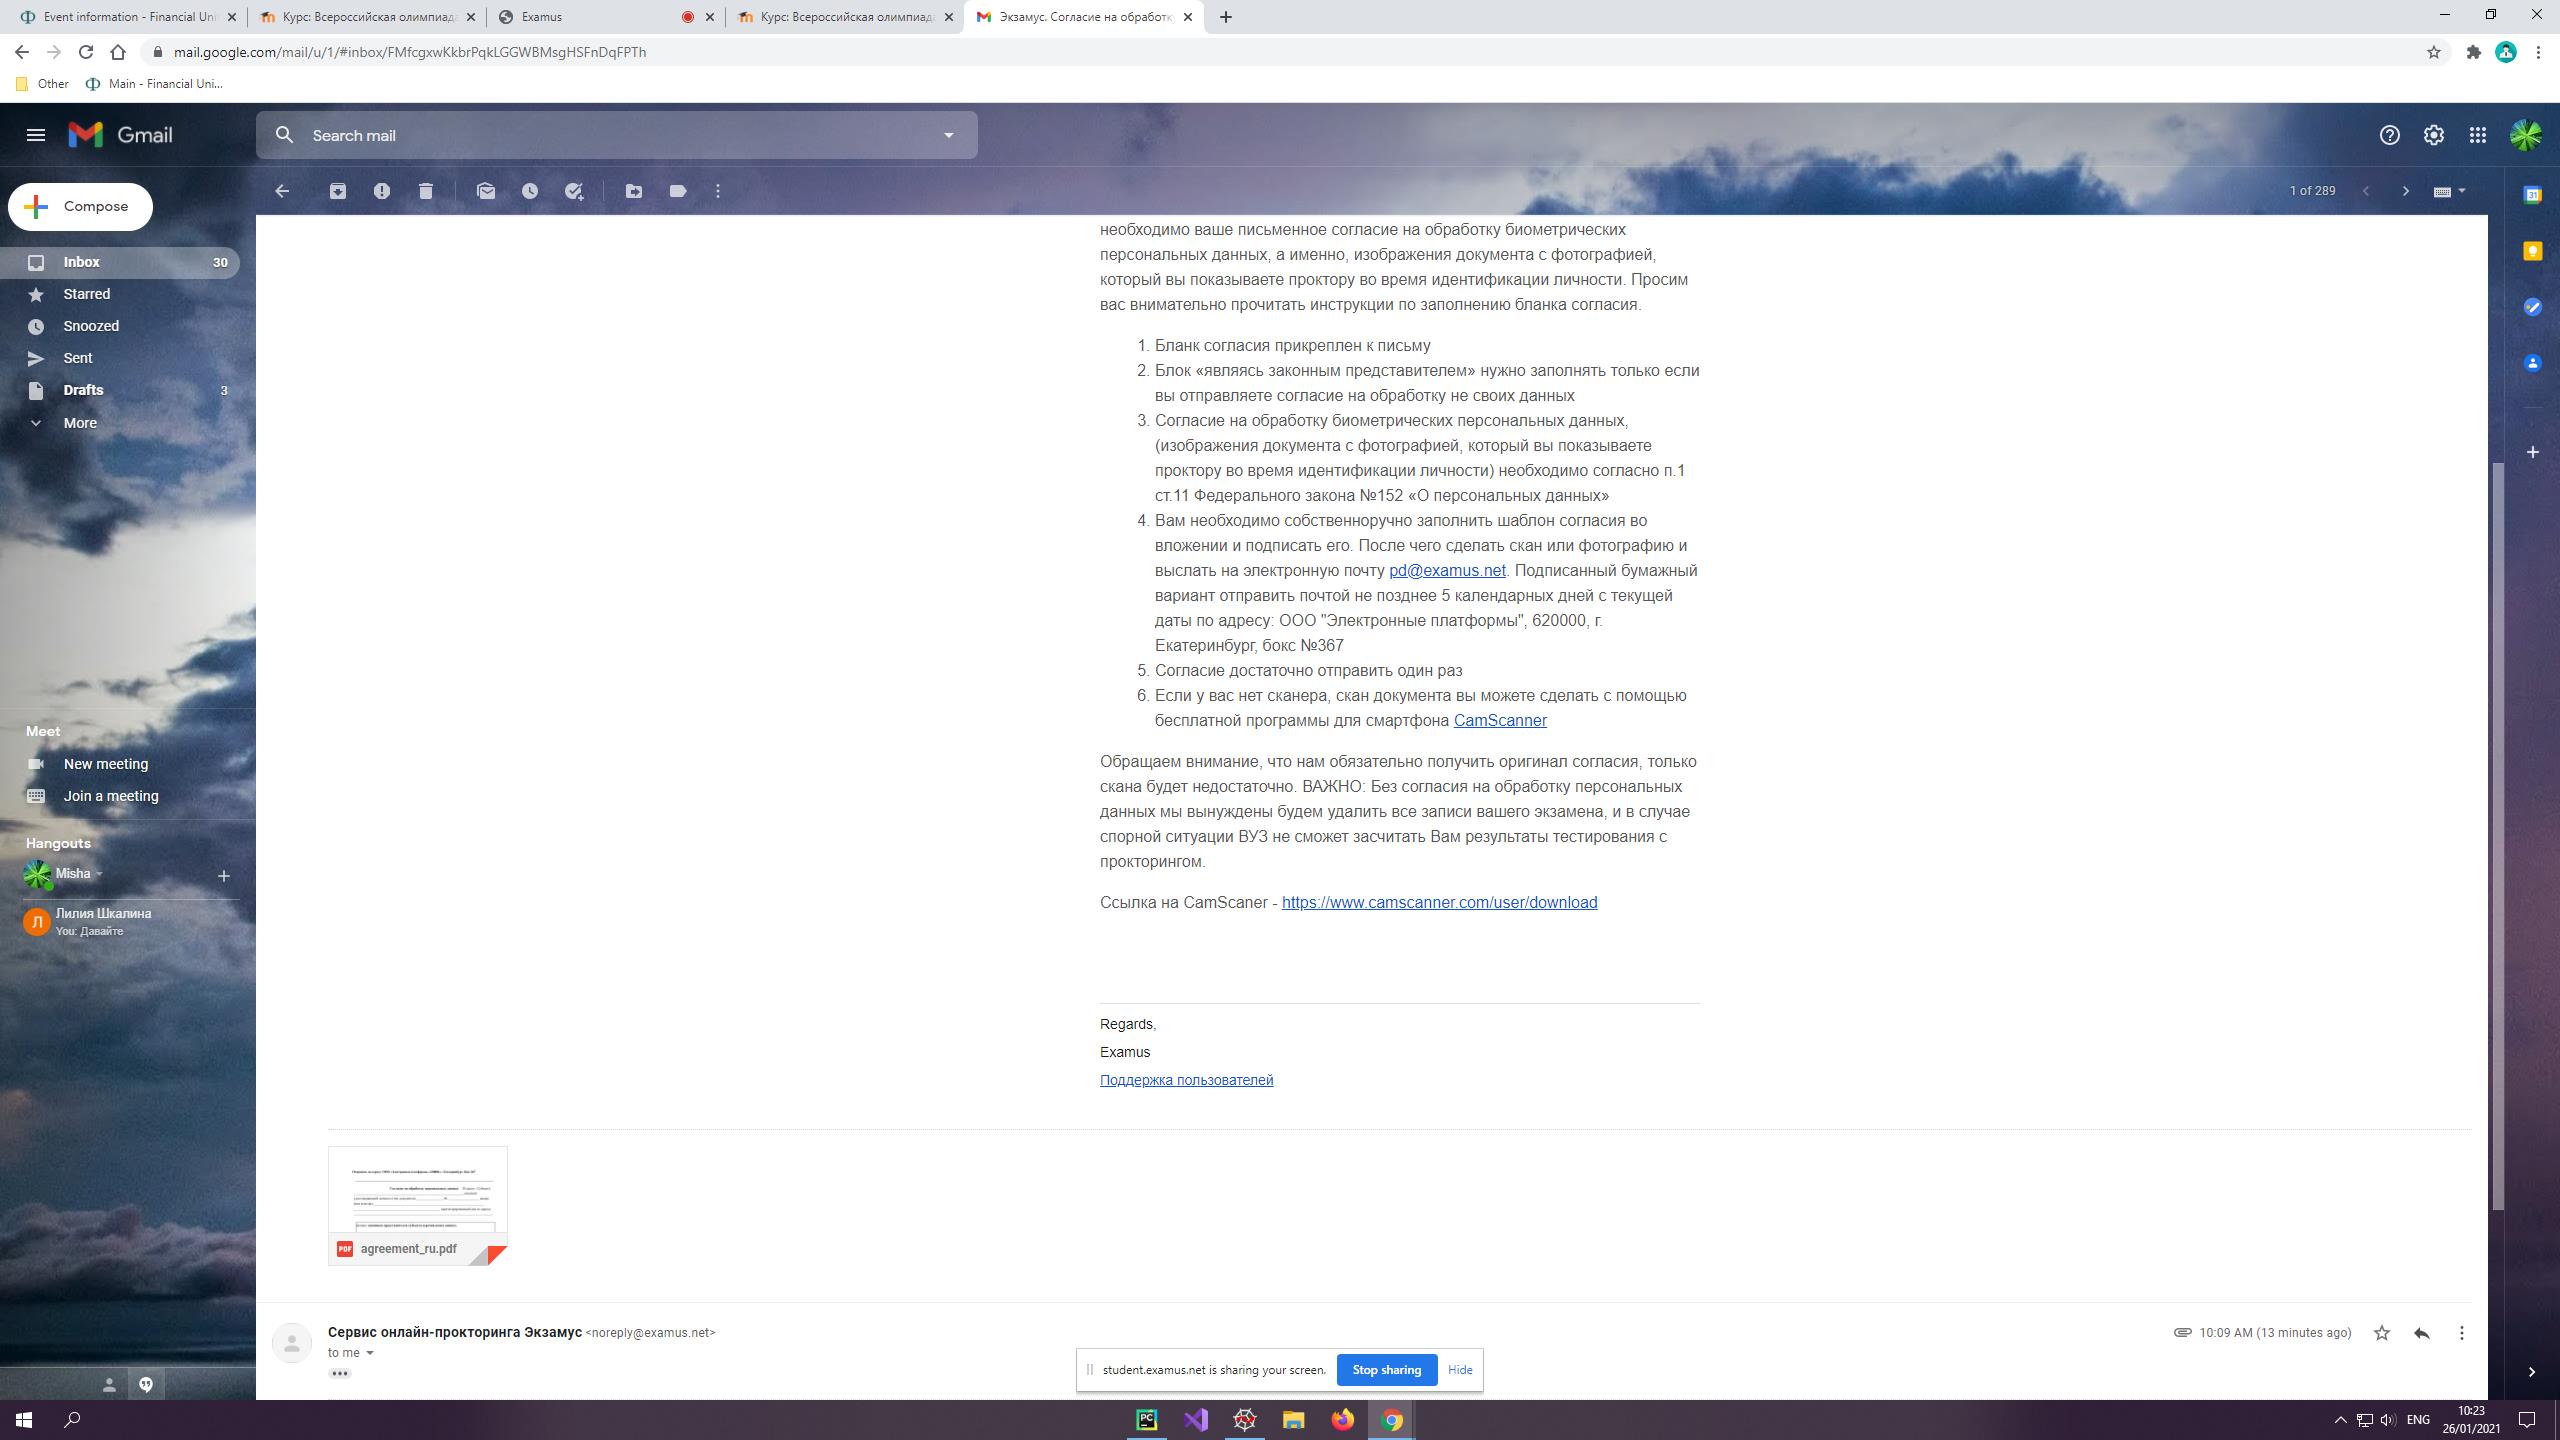 Event information - Financial Uni
Курс: Всероссийская олимпиада
Examus
Курс: Всероссийская олимпиада
Экзамус. Согласие на обработк
mail.google.com/mail/u/1/#inbox/FMfcgxwKkbrPqkLGGWBMsgHSFnDqFPTh
Other
Main - Financial Uni...
Gmail
Search mail
1 of 289
Compose
Inbox 30
Starred
Snoozed
Sent
Drafts 3
More
Meet
New meeting
Join a meeting
Hangouts
Misha
Л
Лилия Шкалина
You: Давайте
необходимо ваше письменное согласие на обработку биометрических
персональных данных, а именно, изображения документа с фотографией,
который вы показываете проктору во время идентификации личности. Просим
вас внимательно прочитать инструкции по заполнению бланка согласия.
1. Бланк согласия прикреплен к письму
2. Блок «являясь законным представителем» нужно заполнять только если
вы отправляете согласие на обработку не своих данных
3. Согласие на обработку биометрических персональных данных,
(изображения документа с фотографией, который вы показываете
проктору во время идентификации личности) необходимо согласно п.1
ст.11 Федерального закона №152 «О персональных данных»
4. Вам необходимо собственноручно заполнить шаблон согласия во
вложении и подписать его. После чего сделать скан или фотографию и
выслать на электронную почту pd@examus.net. Подписанный бумажный
вариант отправить почтой не позднее 5 календарных дней с текущей
даты по адресу: ООО "Электронные платформы", 620000, г.
Екатеринбург, бокс №367
5. Согласие достаточно отправить один раз
6. Если у вас нет сканера, скан документа вы можете сделать с помощью
бесплатной программы для смартфона CamScanner
Обращаем внимание, что нам обязательно получить оригинал согласия, только
скана будет недостаточно. ВАЖНО: Без согласия на обработку персональных
данных мы вынуждены будем удалить все записи вашего экзамена, и в случае
спорной ситуации ВУЗ не сможет засчитать Вам результаты тестирования с
прокторингом.
Ссылка на CamScaner - https://www.camscanner.com/user/download
Regards,
Examus
Поддержка пользователей
PDF agreement_ru.pdf
Сервис онлайн-прокторинга Экзамус <noreply@examus.net>
10:09 AM (13 minutes ago)
to me
student.examus.net is sharing your screen.
Stop sharing
Hide
PC
ENG
10:23
26/01/2021
31